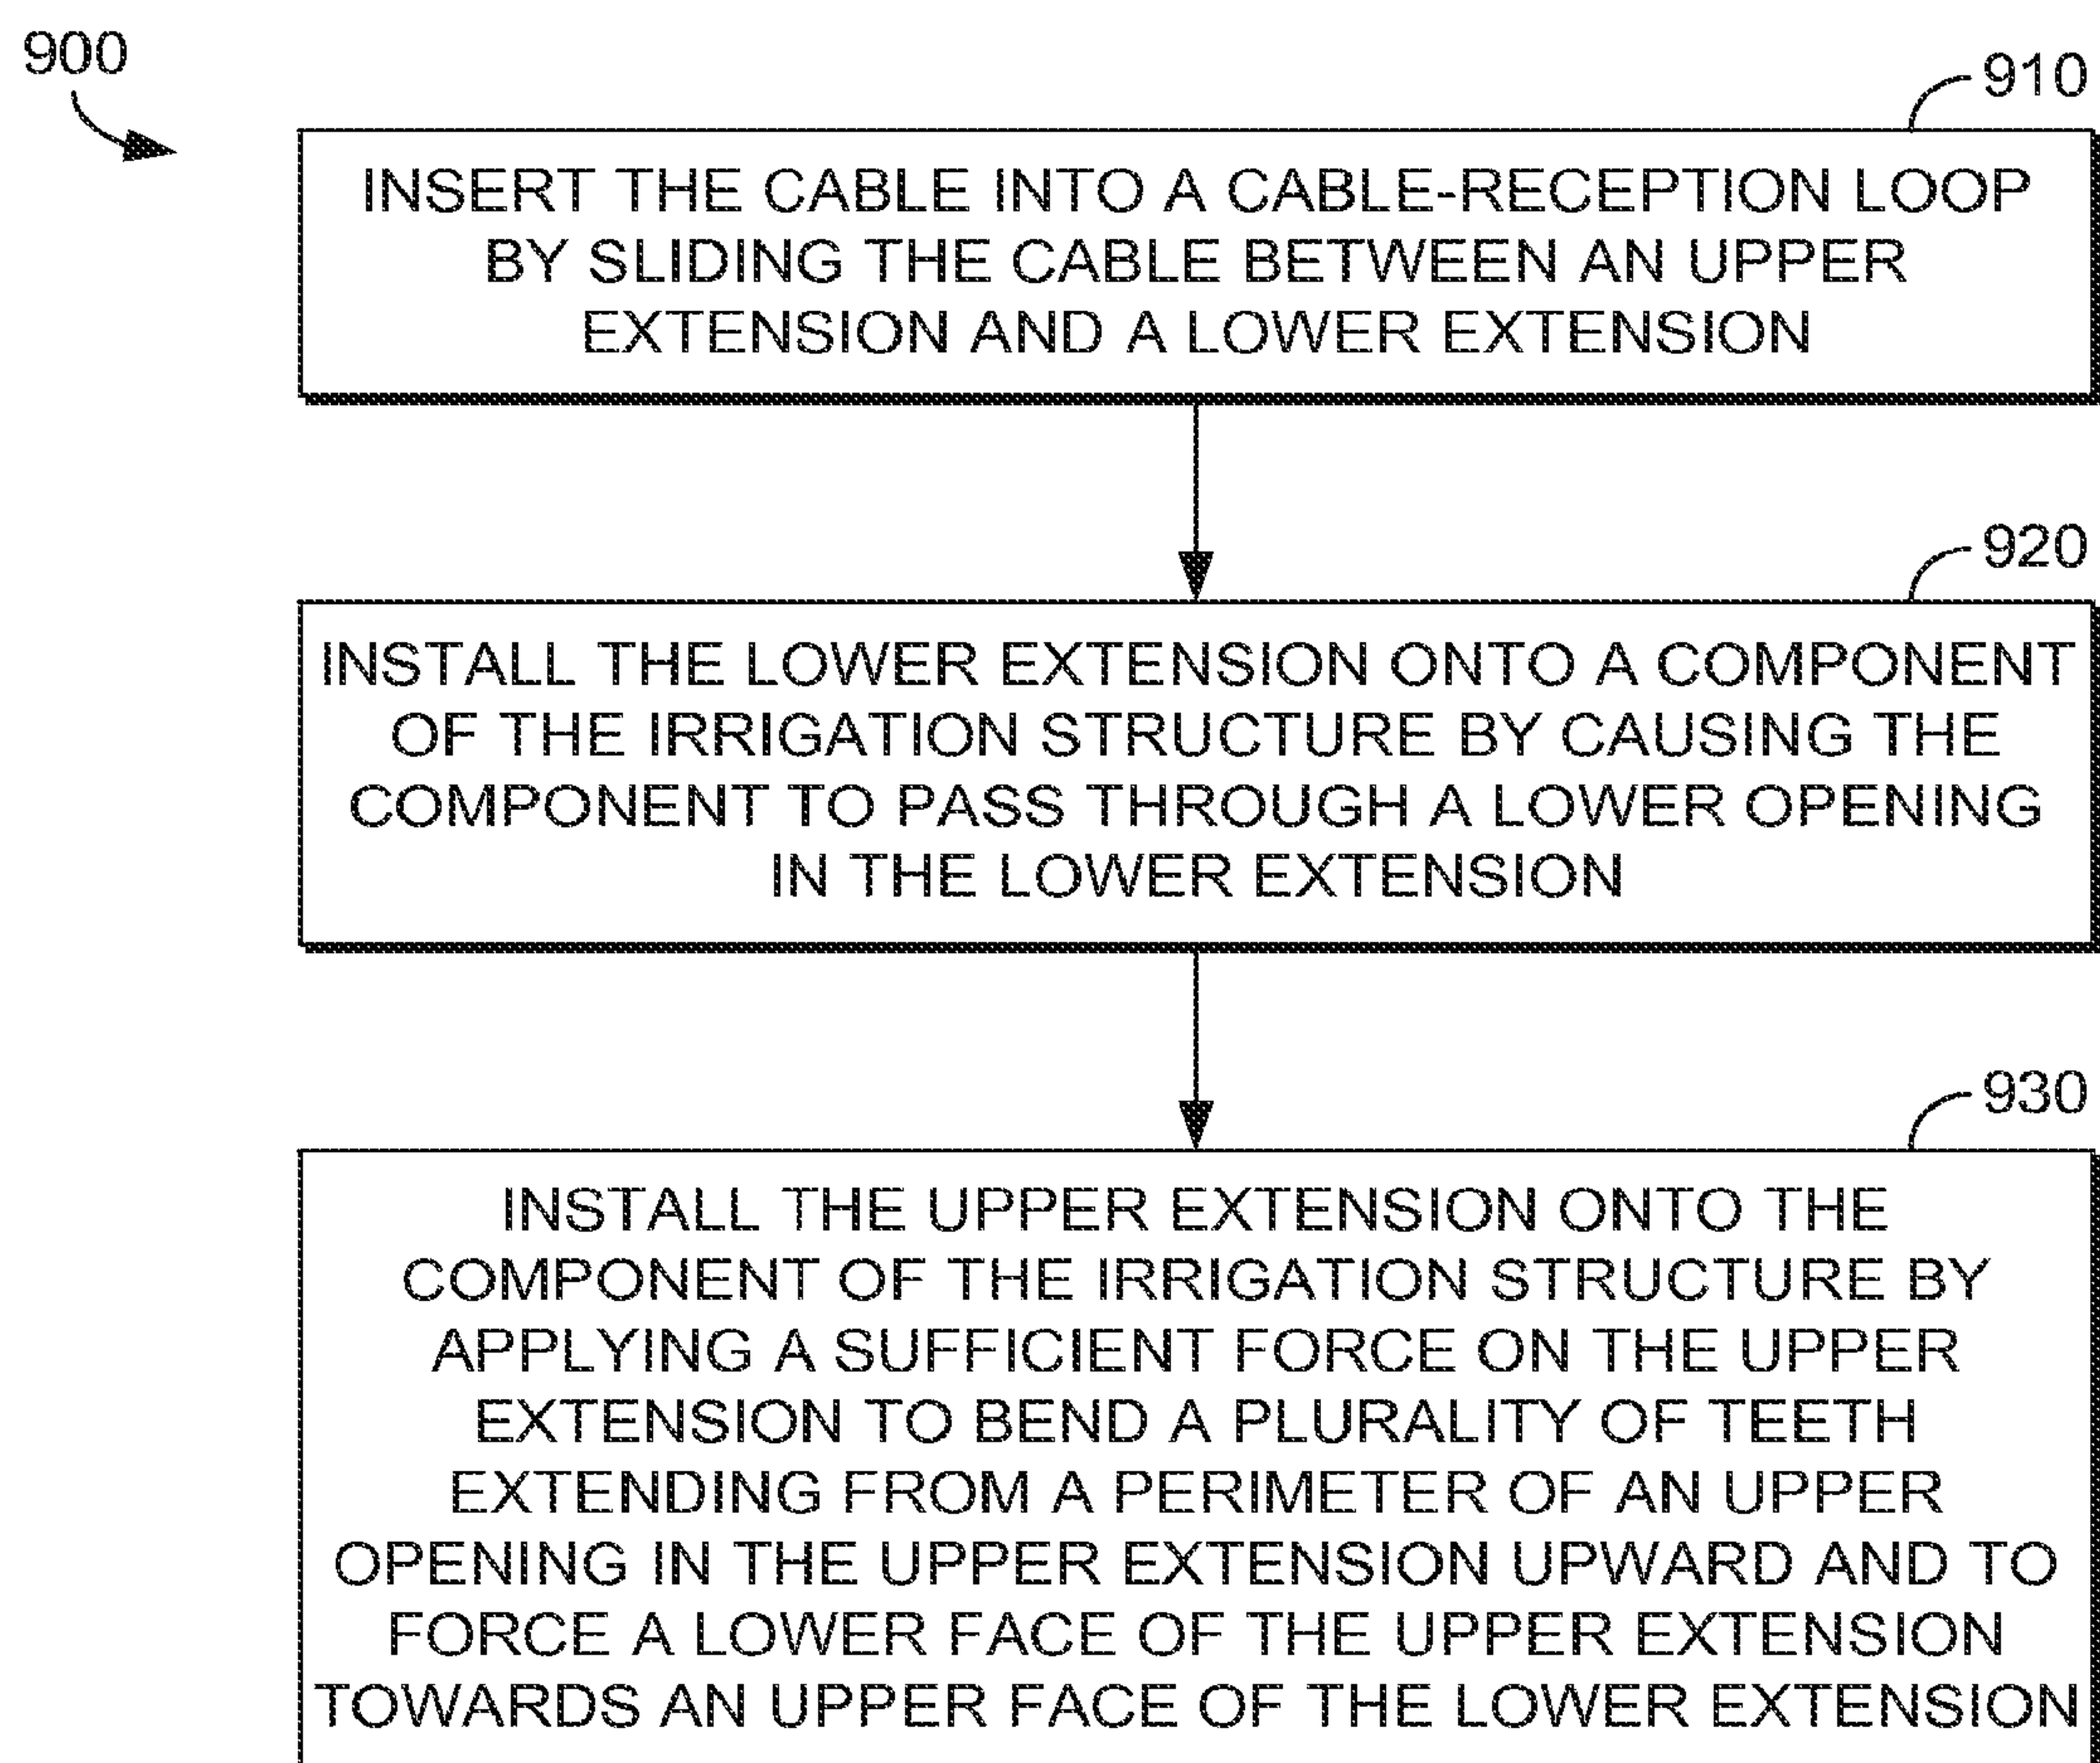 900
910
INSERT THE CABLE INTO A CABLE-RECEPTION LOOP
BY SLIDING THE CABLE BETWEEN AN UPPER
EXTENSION AND A LOWER EXTENSION
920
INSTALL THE LOWER EXTENSION ONTO A COMPONENT
OF THE IRRIGATION STRUCTURE BY CAUSING THE
COMPONENT TO PASS THROUGH A LOWER OPENING
IN THE LOWER EXTENSION
930
INSTALL THE UPPER EXTENSION ONTO THE
COMPONENT OF THE IRRIGATION STRUCTURE BY
APPLYING A SUFFICIENT FORCE ON THE UPPER
EXTENSION TO BEND A PLURALITY OF TEETH
EXTENDING FROM A PERIMETER OF AN UPPER
OPENING IN THE UPPER EXTENSION UPWARD AND TO
FORCE A LOWER FACE OF THE UPPER EXTENSION
TOWARDS AN UPPER FACE OF THE LOWER EXTENSION